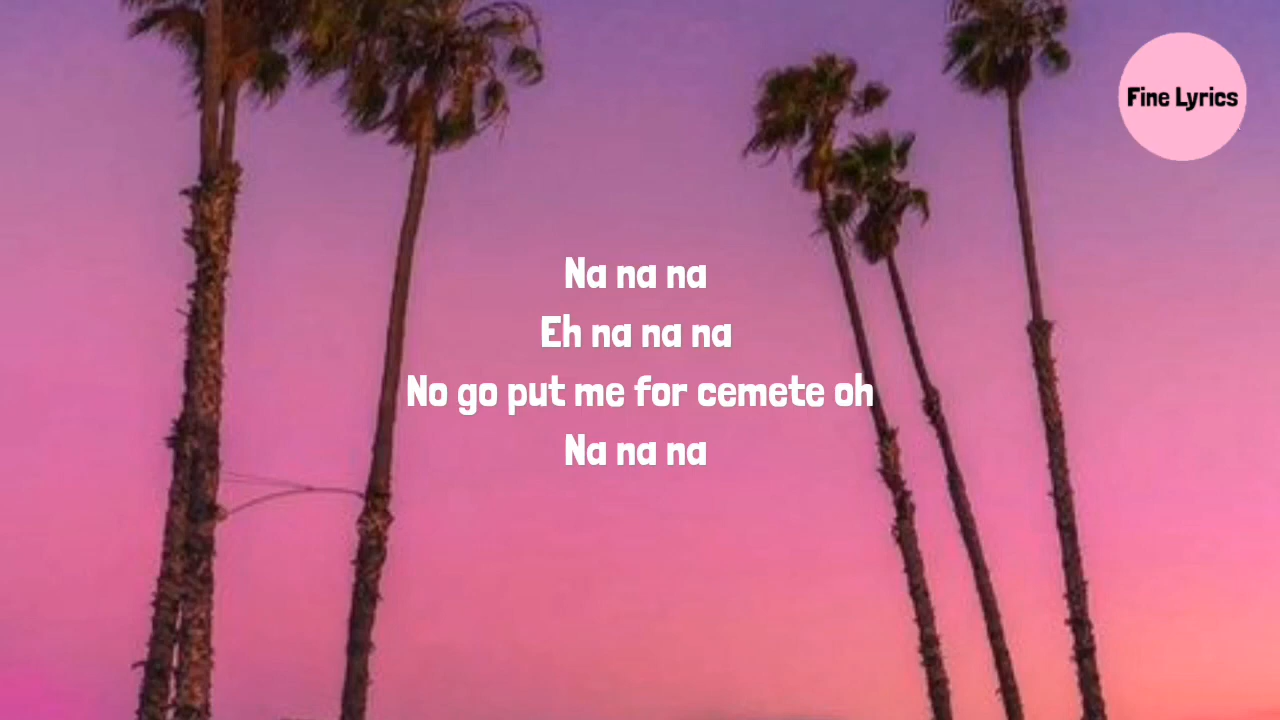 Fine Lyrics
Na na na
Eh na na na
No go put me for cemete oh
Na na na